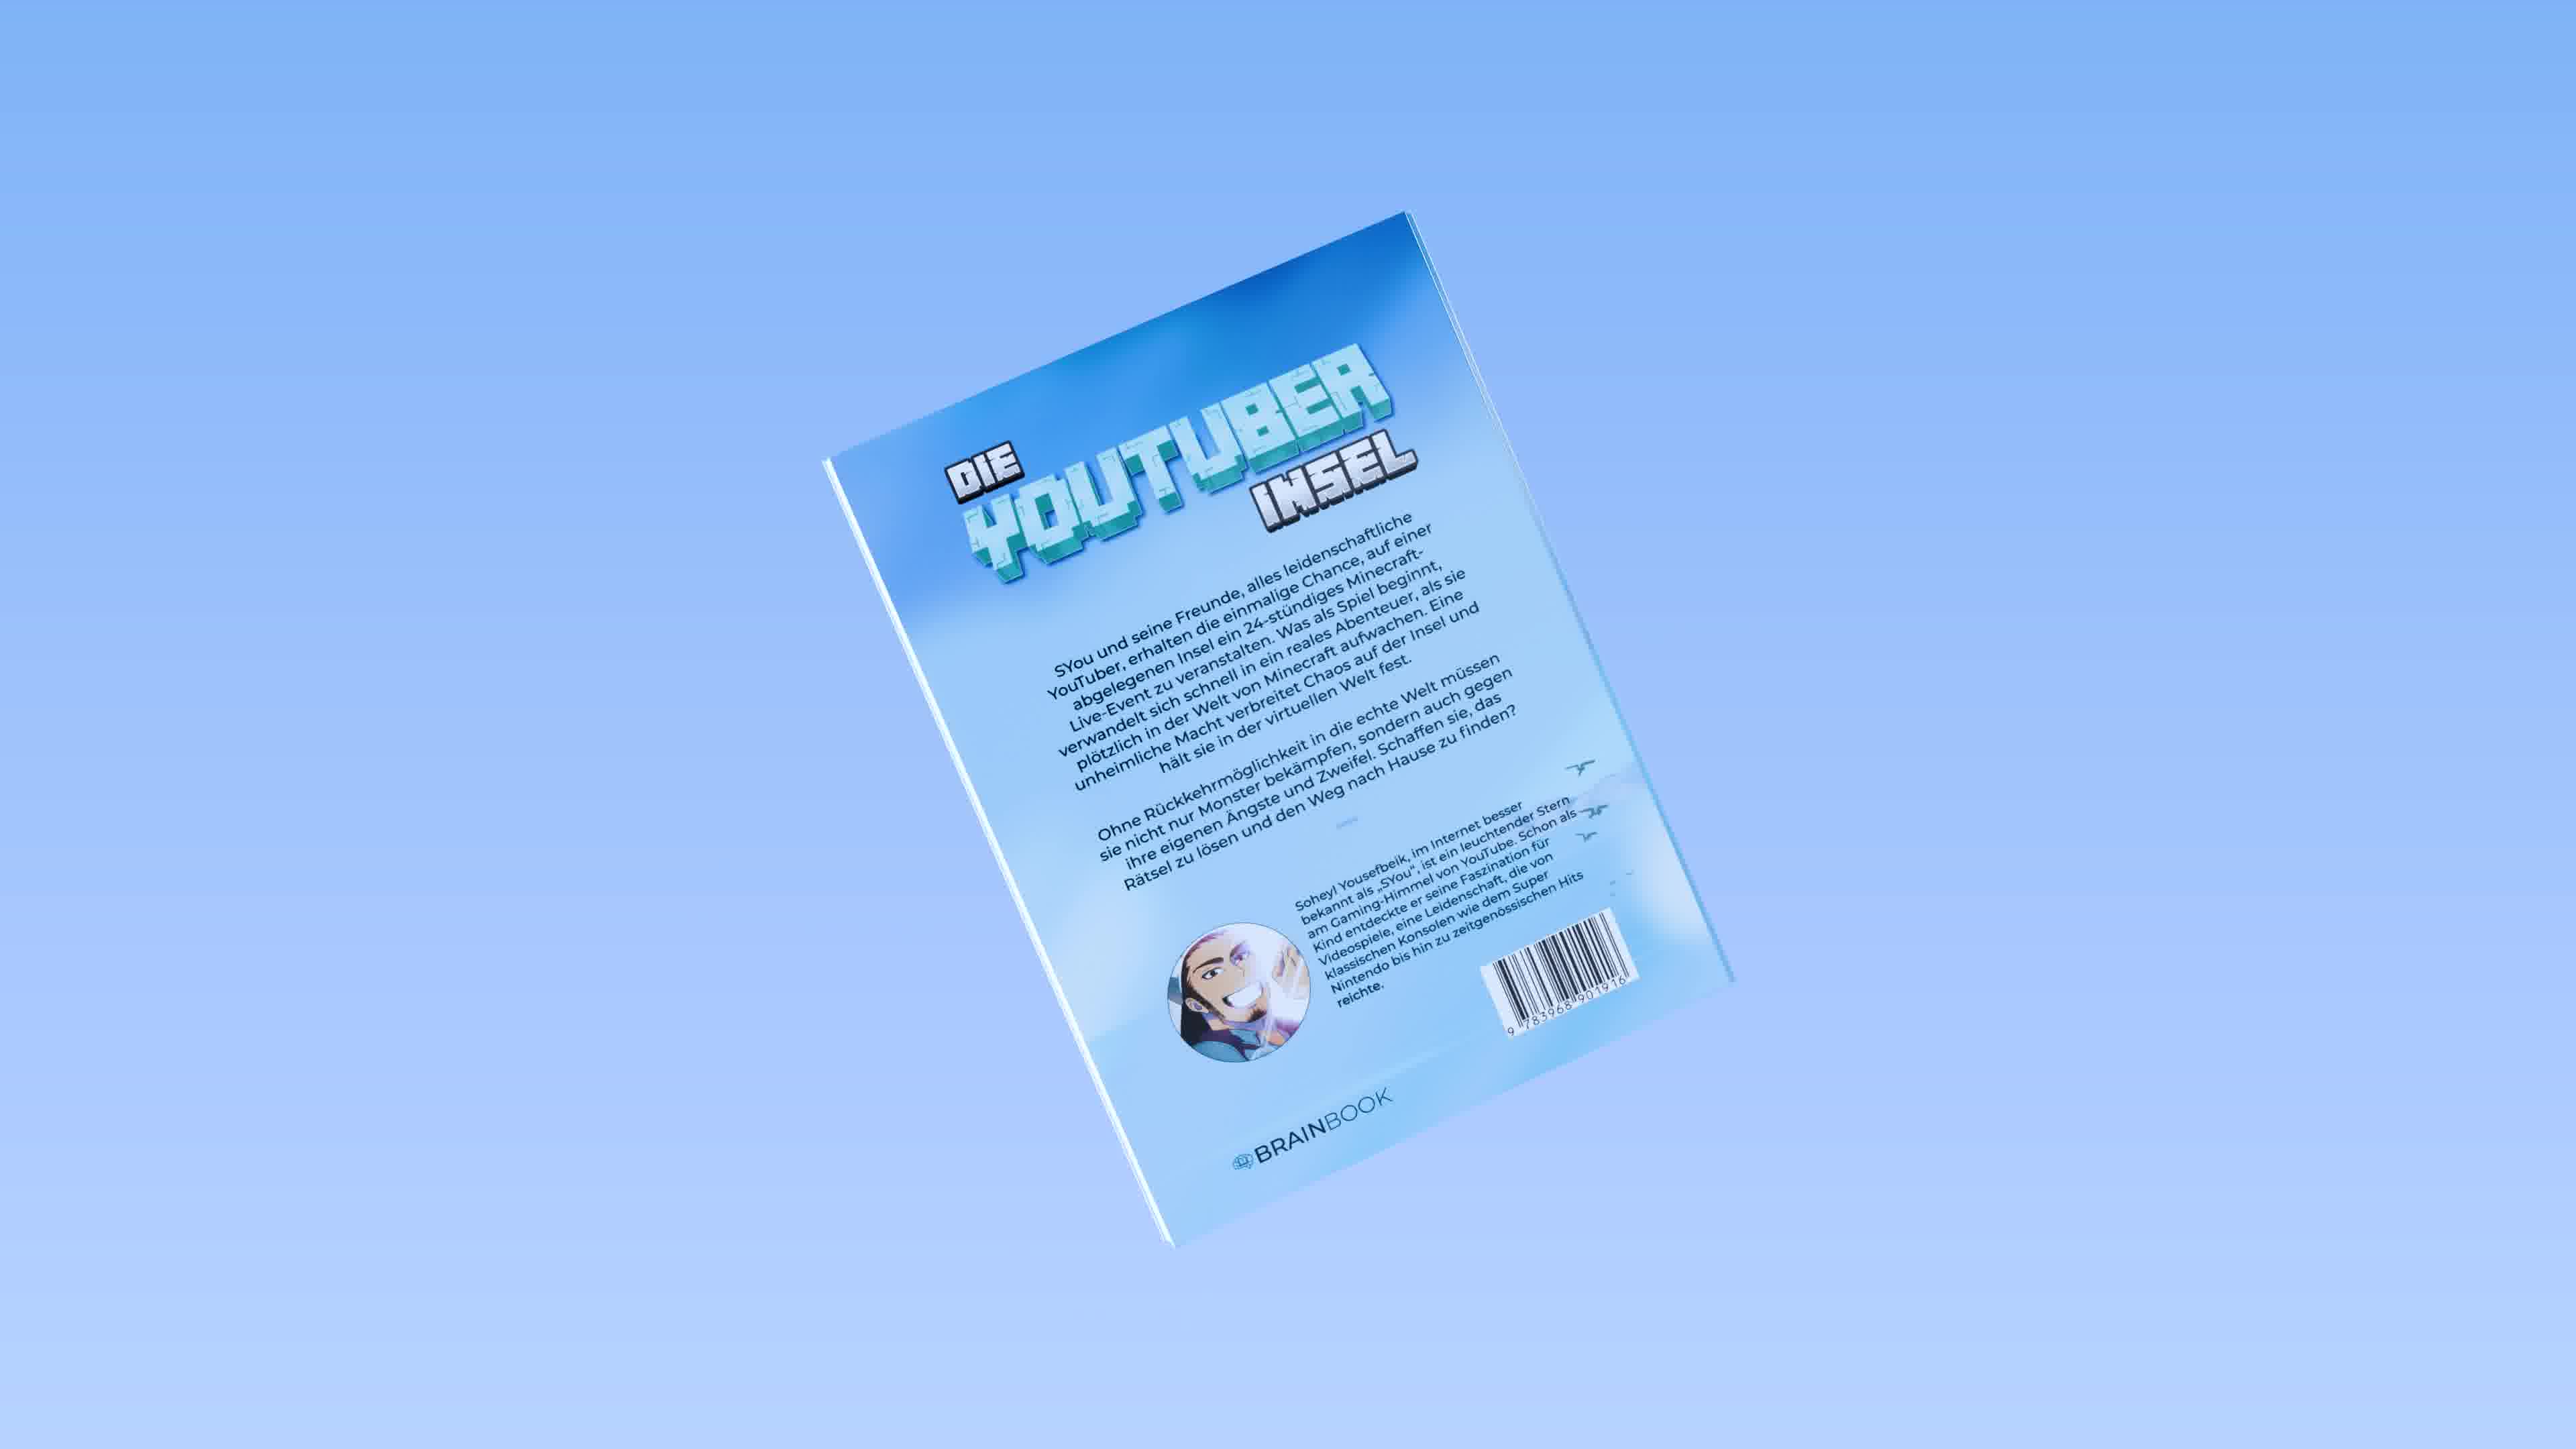 DIE
YOUTUBER
INSEL
SYou und seine Freunde, alles leidenschaftliche
YouTuber, erhalten die einmalige Chance, auf einer
abgelegenen Insel ein 24-stündiges Minecraft-
Live-Event zu veranstalten. Was als Spiel beginnt,
verwandelt sich schnell in ein reales Abenteuer, als sie
plötzlich in der Welt von Minecraft aufwachen. Eine
unheimliche Macht verbreitet Chaos auf der Insel und
hält sie in der virtuellen Welt fest.
Ohne Rückkehrmöglichkeit in die echte Welt müssen
sie nicht nur Monster bekämpfen, sondern auch gegen
ihre eigenen Ängste und Zweifel. Schaffen sie, das
Rätsel zu lösen und den Weg nach Hause zu finden?
Soheyl Yousefbeik, im Internet besser
bekannt als „SYou“, ist ein leuchtender Stern
am Gaming-Himmel von YouTube. Schon als
Kind entdeckte er seine Faszination für
Videospiele, eine Leidenschaft, die von
klassischen Konsolen wie dem Super
Nintendo bis hin zu zeitgenössischen Hits
reichte.
9 783968 901916
BRAINBOOK